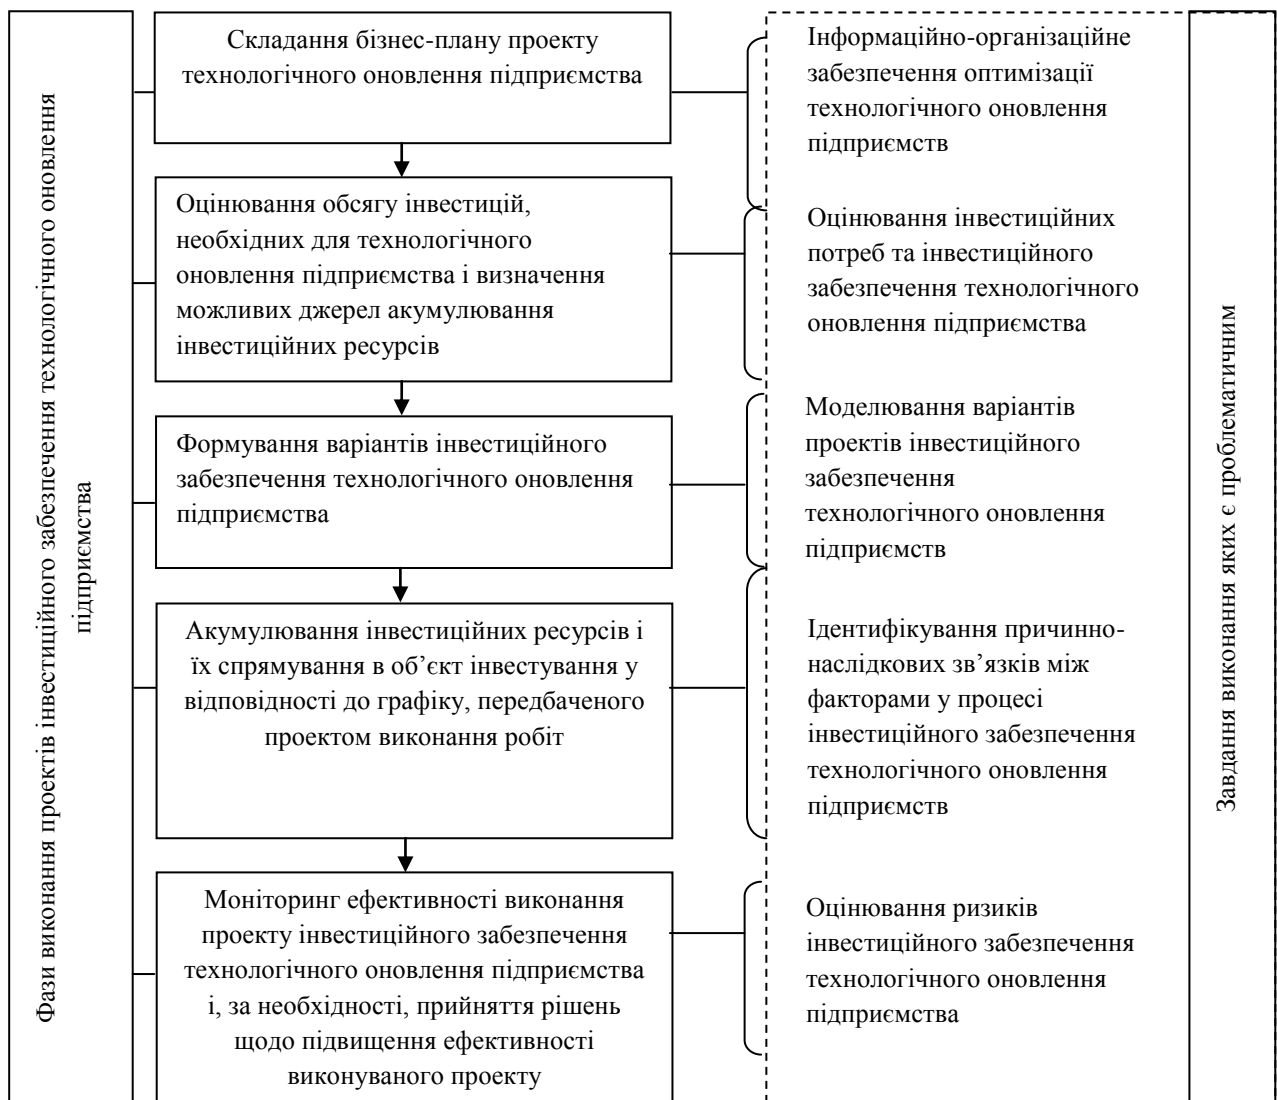 Фази виконання проектів інвестиційного забезпечення технологічного оновлення
підприємства
Складання бізнес-плану проекту
технологічного оновлення підприємства
Оцінювання обсягу інвестицій,
необхідних для технологічного
оновлення підприємства і визначення
можливих джерел акумулювання
інвестиційних ресурсів
Формування варіантів інвестиційного
забезпечення технологічного оновлення
підприємства
Акумулювання інвестиційних ресурсів і
їх спрямування в об’єкт інвестування у
відповідності до графіку, передбаченого
проектом виконання робіт
Моніторинг ефективності виконання
проекту інвестиційного забезпечення
технологічного оновлення підприємства
і, за необхідності, прийняття рішень
щодо підвищення ефективності
виконуваного проекту
Інформаційно-організаційне
забезпечення оптимізації
технологічного оновлення
підприємств
Оцінювання інвестиційних
потреб та інвестиційного
забезпечення технологічного
оновлення підприємства
Моделювання варіантів
проектів інвестиційного
забезпечення
технологічного оновлення
підприємств
Ідентифікування причинно-
наслідкових зв’язків між
факторами у процесі
інвестиційного забезпечення
технологічного оновлення
підприємств
Оцінювання ризиків
інвестиційного забезпечення
технологічного оновлення
підприємства
Завдання виконання яких є проблематичним